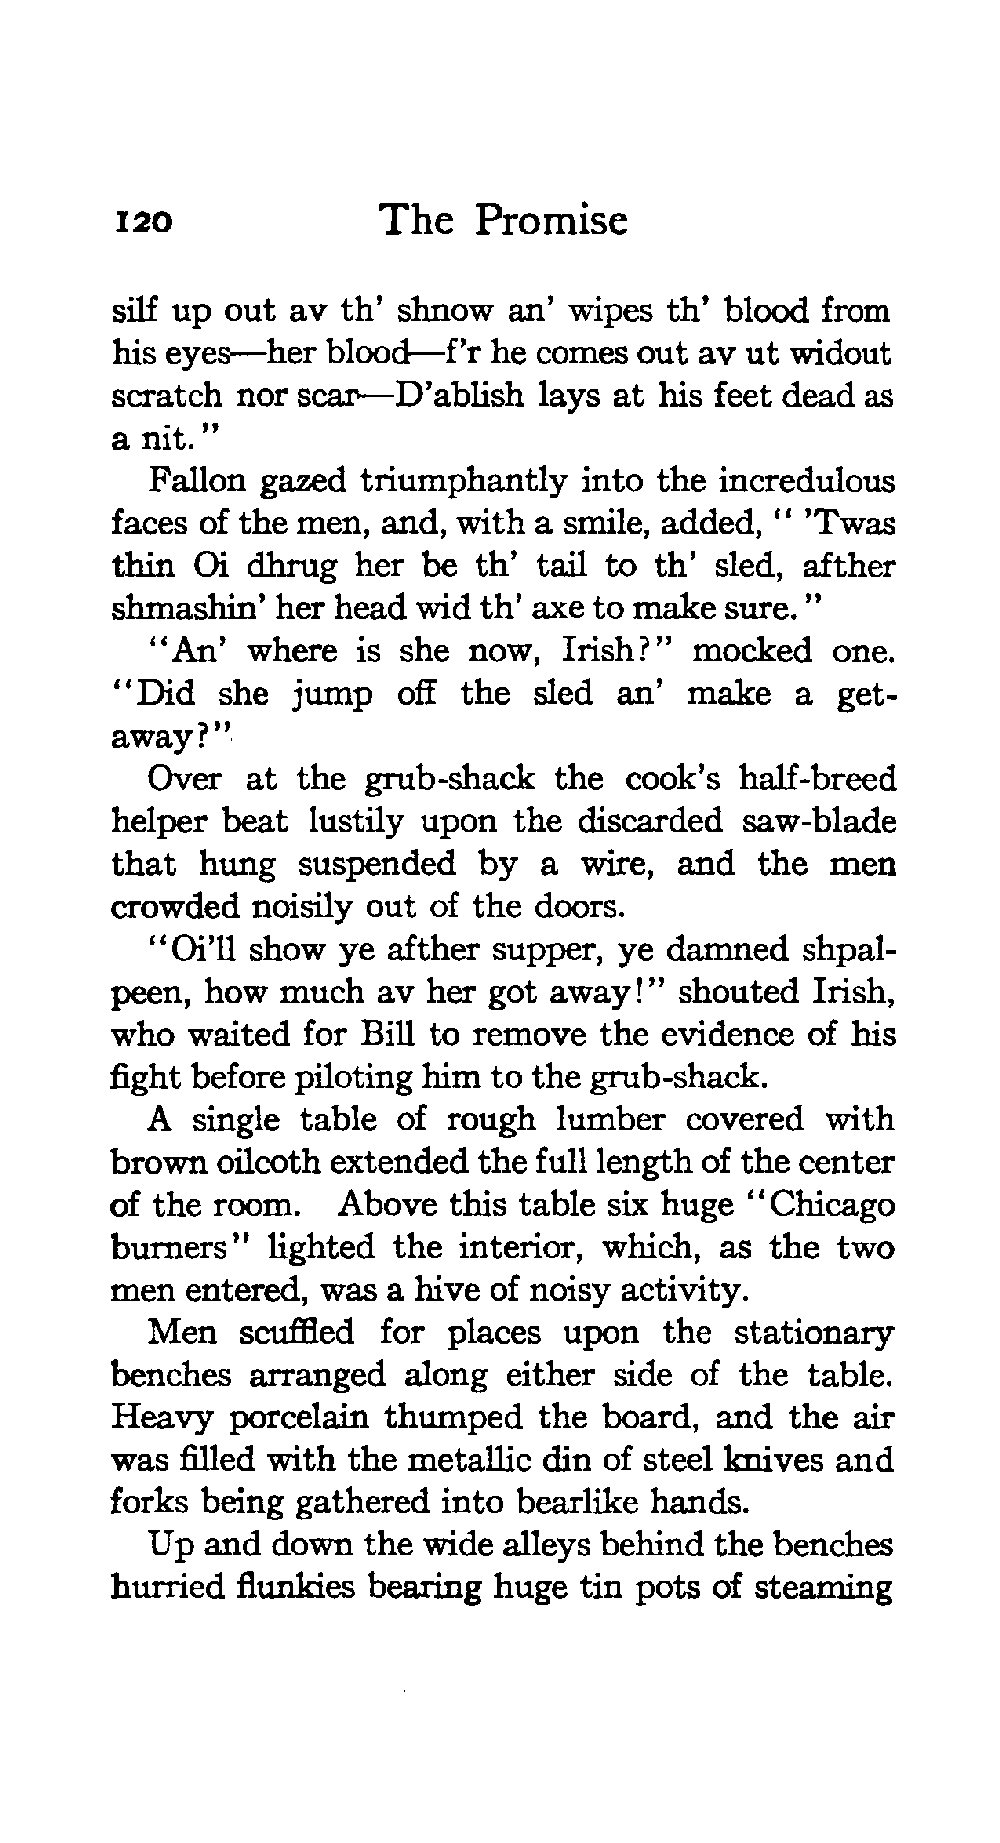 120 The Promise
silf up out av th' shnow an' wipes th' blood from
his eyes—her blood—f'r he comes out av ut widout
scratch nor scar—D'ablish lays at his feet dead as
a nit."
Fallon gazed triumphantly into the incredulous
faces of the men, and, with a smile, added, "'Twas
thin Oi dhrug her be th' tail to th' sled, afther
shmashin' her head wid th' axe to make sure."
"An' where is she now, Irish?" mocked one.
"Did she jump off the sled an' make a get-
away?"
Over at the grub-shack the cook's half-breed
helper beat lustily upon the discarded saw-blade
that hung suspended by a wire, and the men
crowded noisily out of the doors.
"Oi'll show ye afther supper, ye damned shpal-
peen, how much av her got away!" shouted Irish,
who waited for Bill to remove the evidence of his
fight before piloting him to the grub-shack.
A single table of rough lumber covered with
brown oilcoth extended the full length of the center
of the room. Above this table six huge "Chicago
burners" lighted the interior, which, as the two
men entered, was a hive of noisy activity.
Men scuffled for places upon the stationary
benches arranged along either side of the table.
Heavy porcelain thumped the board, and the air
was filled with the metallic din of steel knives and
forks being gathered into bearlike hands.
Up and down the wide alleys behind the benches
hurried flunkies bearing huge tin pots of steaming